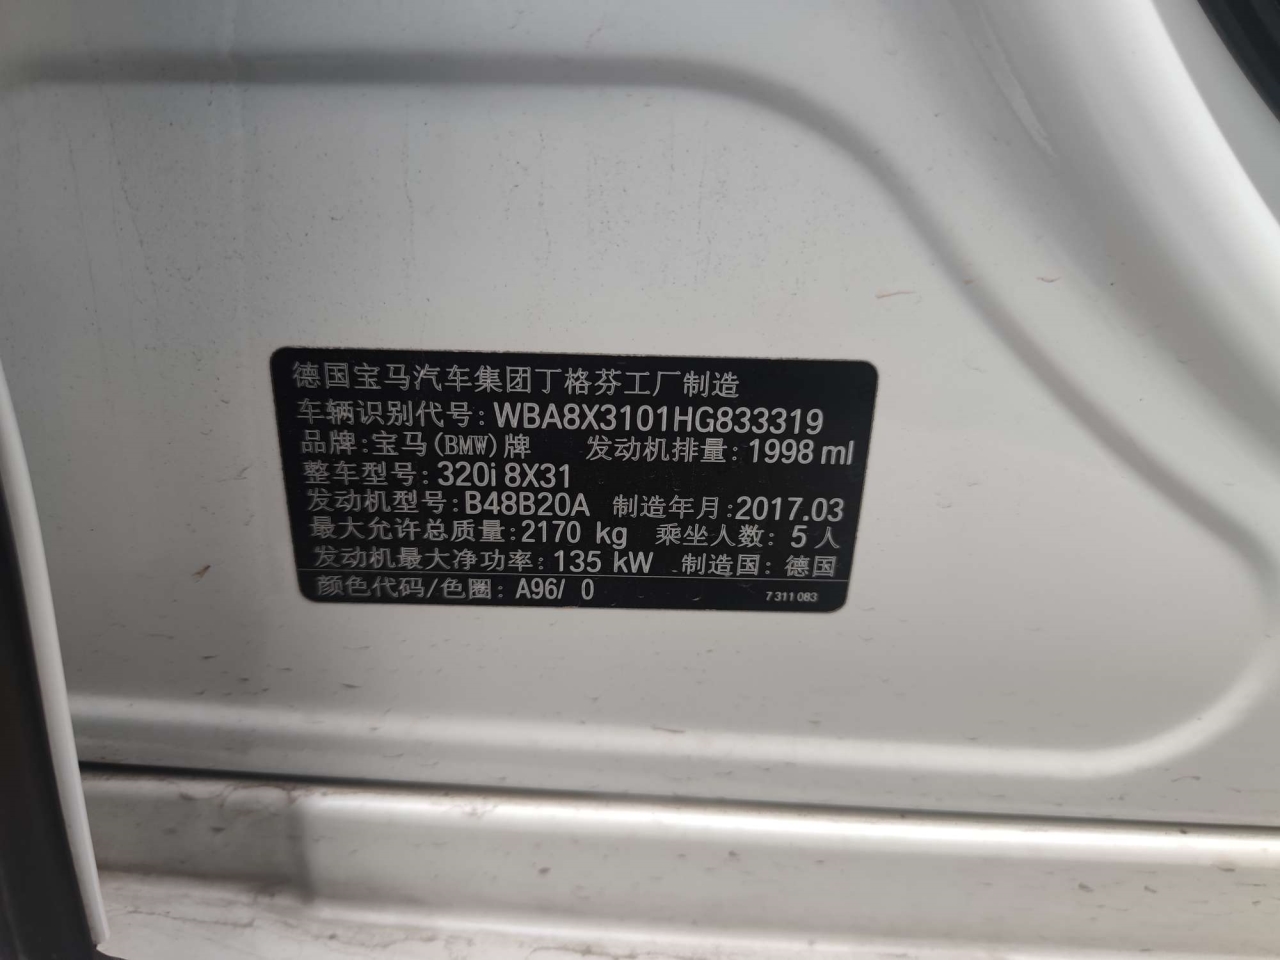 德国宝马汽车集团丁格芬工厂制造
车辆识别代号: WBA8X3101HG833319
品牌:宝马(BMW)牌 发动机排量: 1998 ml
整车型号: 320i 8X31
发动机型号: B48B20A 制造年月:2017.03
最大允许总质量:2170 kg 乘坐人数: 5人
发动机最大净功率:135 kW 制造国: 德国
颜色代码/色圈: A96/ 0 7311083